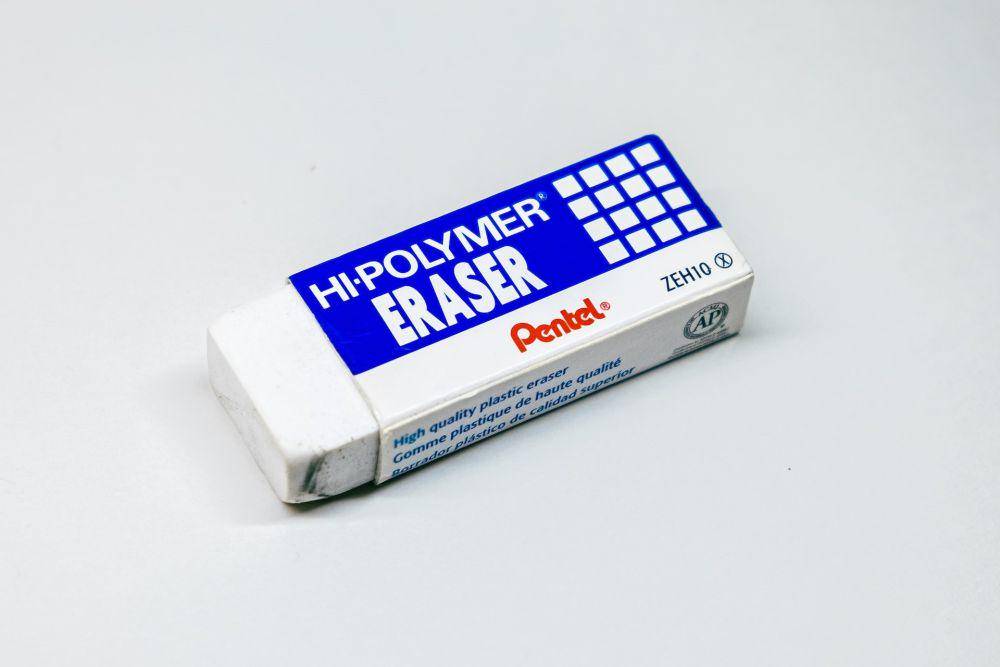 HI·POLYMER®
ERASER
Pentel®
ZEH10 Ⓧ
High quality plastic eraser
Gomme plastique de haute qualité
Borrador plástico de calidad superior
AP